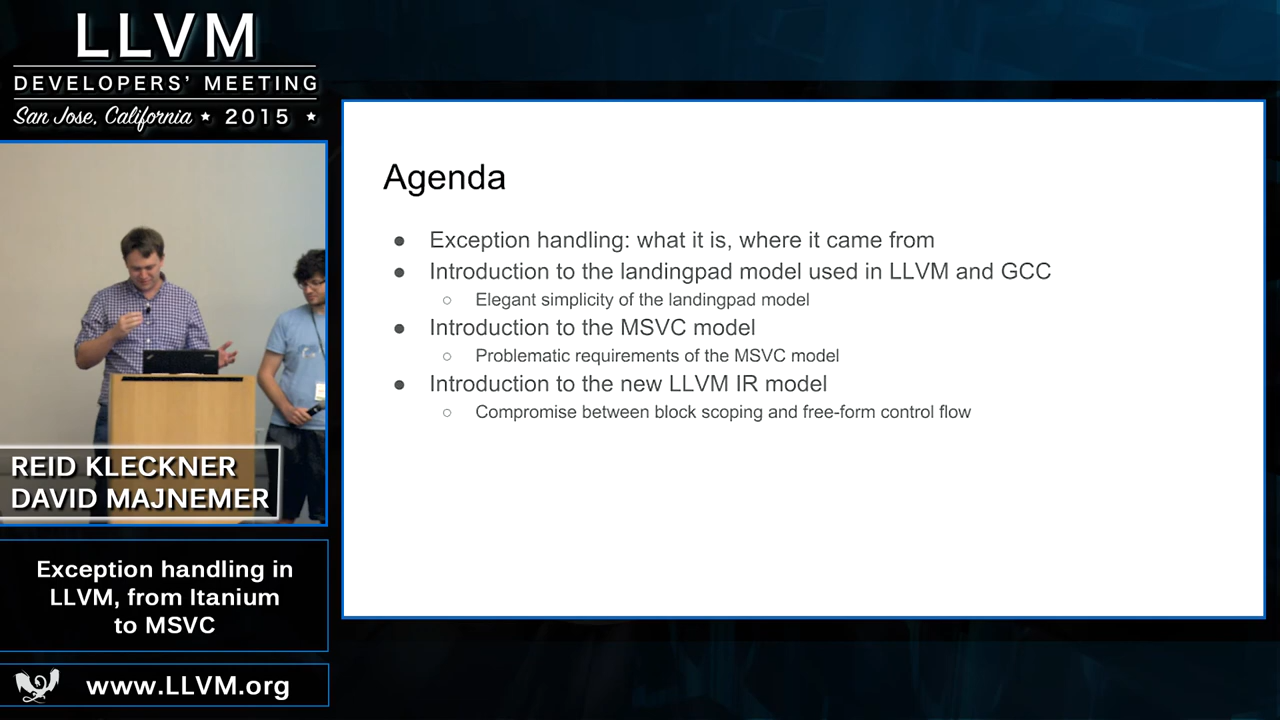 LLVM
DEVELOPERS' MEETING
San Jose, California ★ 2015 ★
REID KLECKNER
DAVID MAJNEMER
Exception handling in
LLVM, from Itanium
to MSVC
www.LLVM.org
Agenda
● Exception handling: what it is, where it came from
● Introduction to the landingpad model used in LLVM and GCC
○ Elegant simplicity of the landingpad model
● Introduction to the MSVC model
○ Problematic requirements of the MSVC model
● Introduction to the new LLVM IR model
○ Compromise between block scoping and free-form control flow